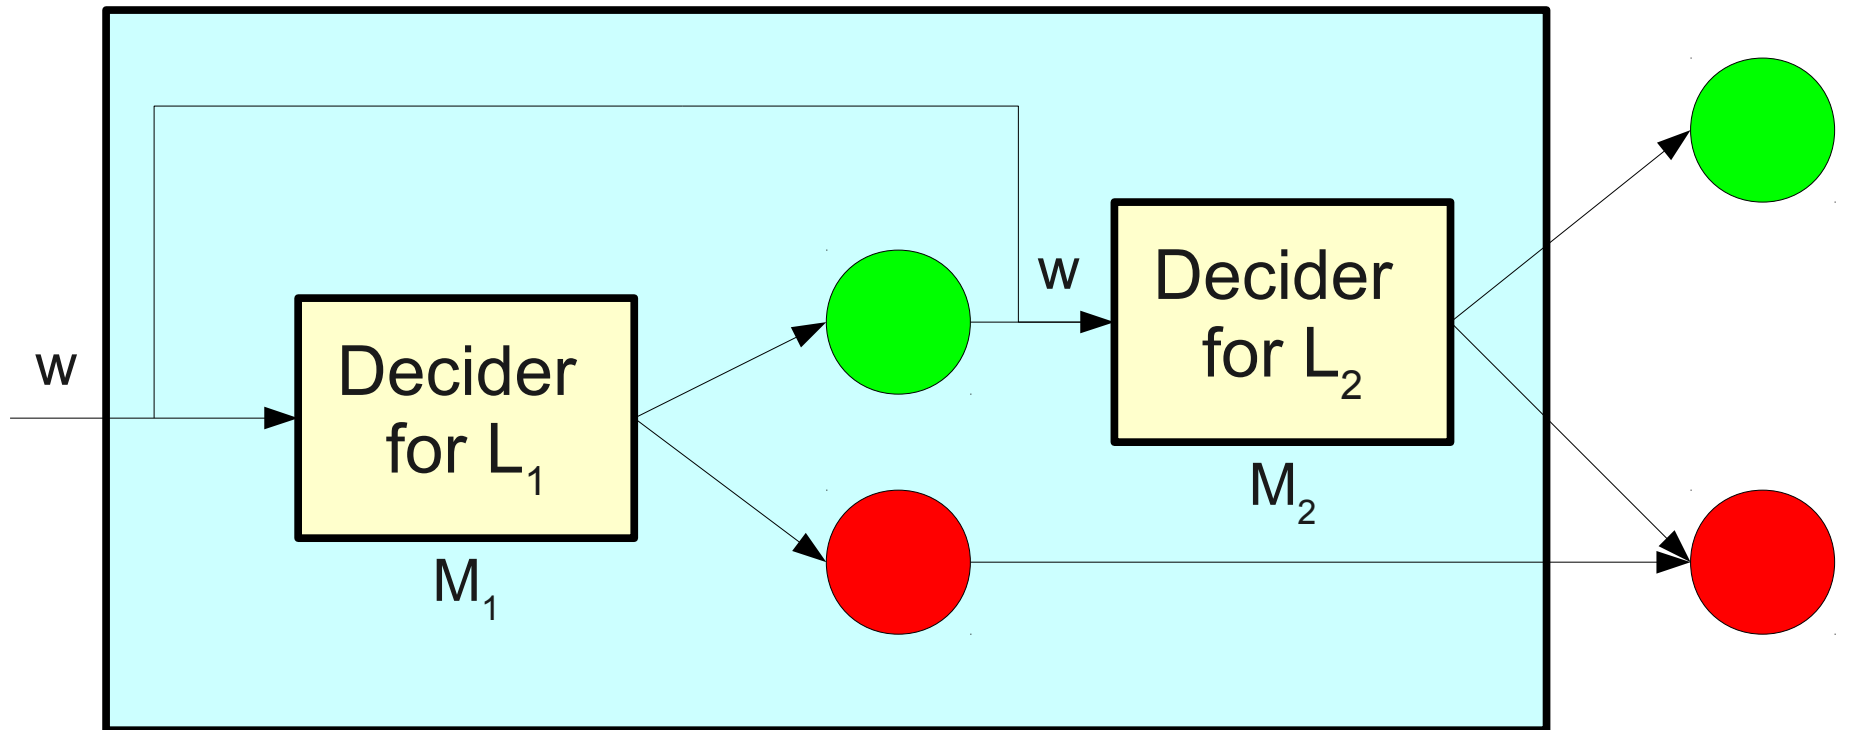 w
Decider
for L₁
M₁
w
Decider
for L₂
M₂